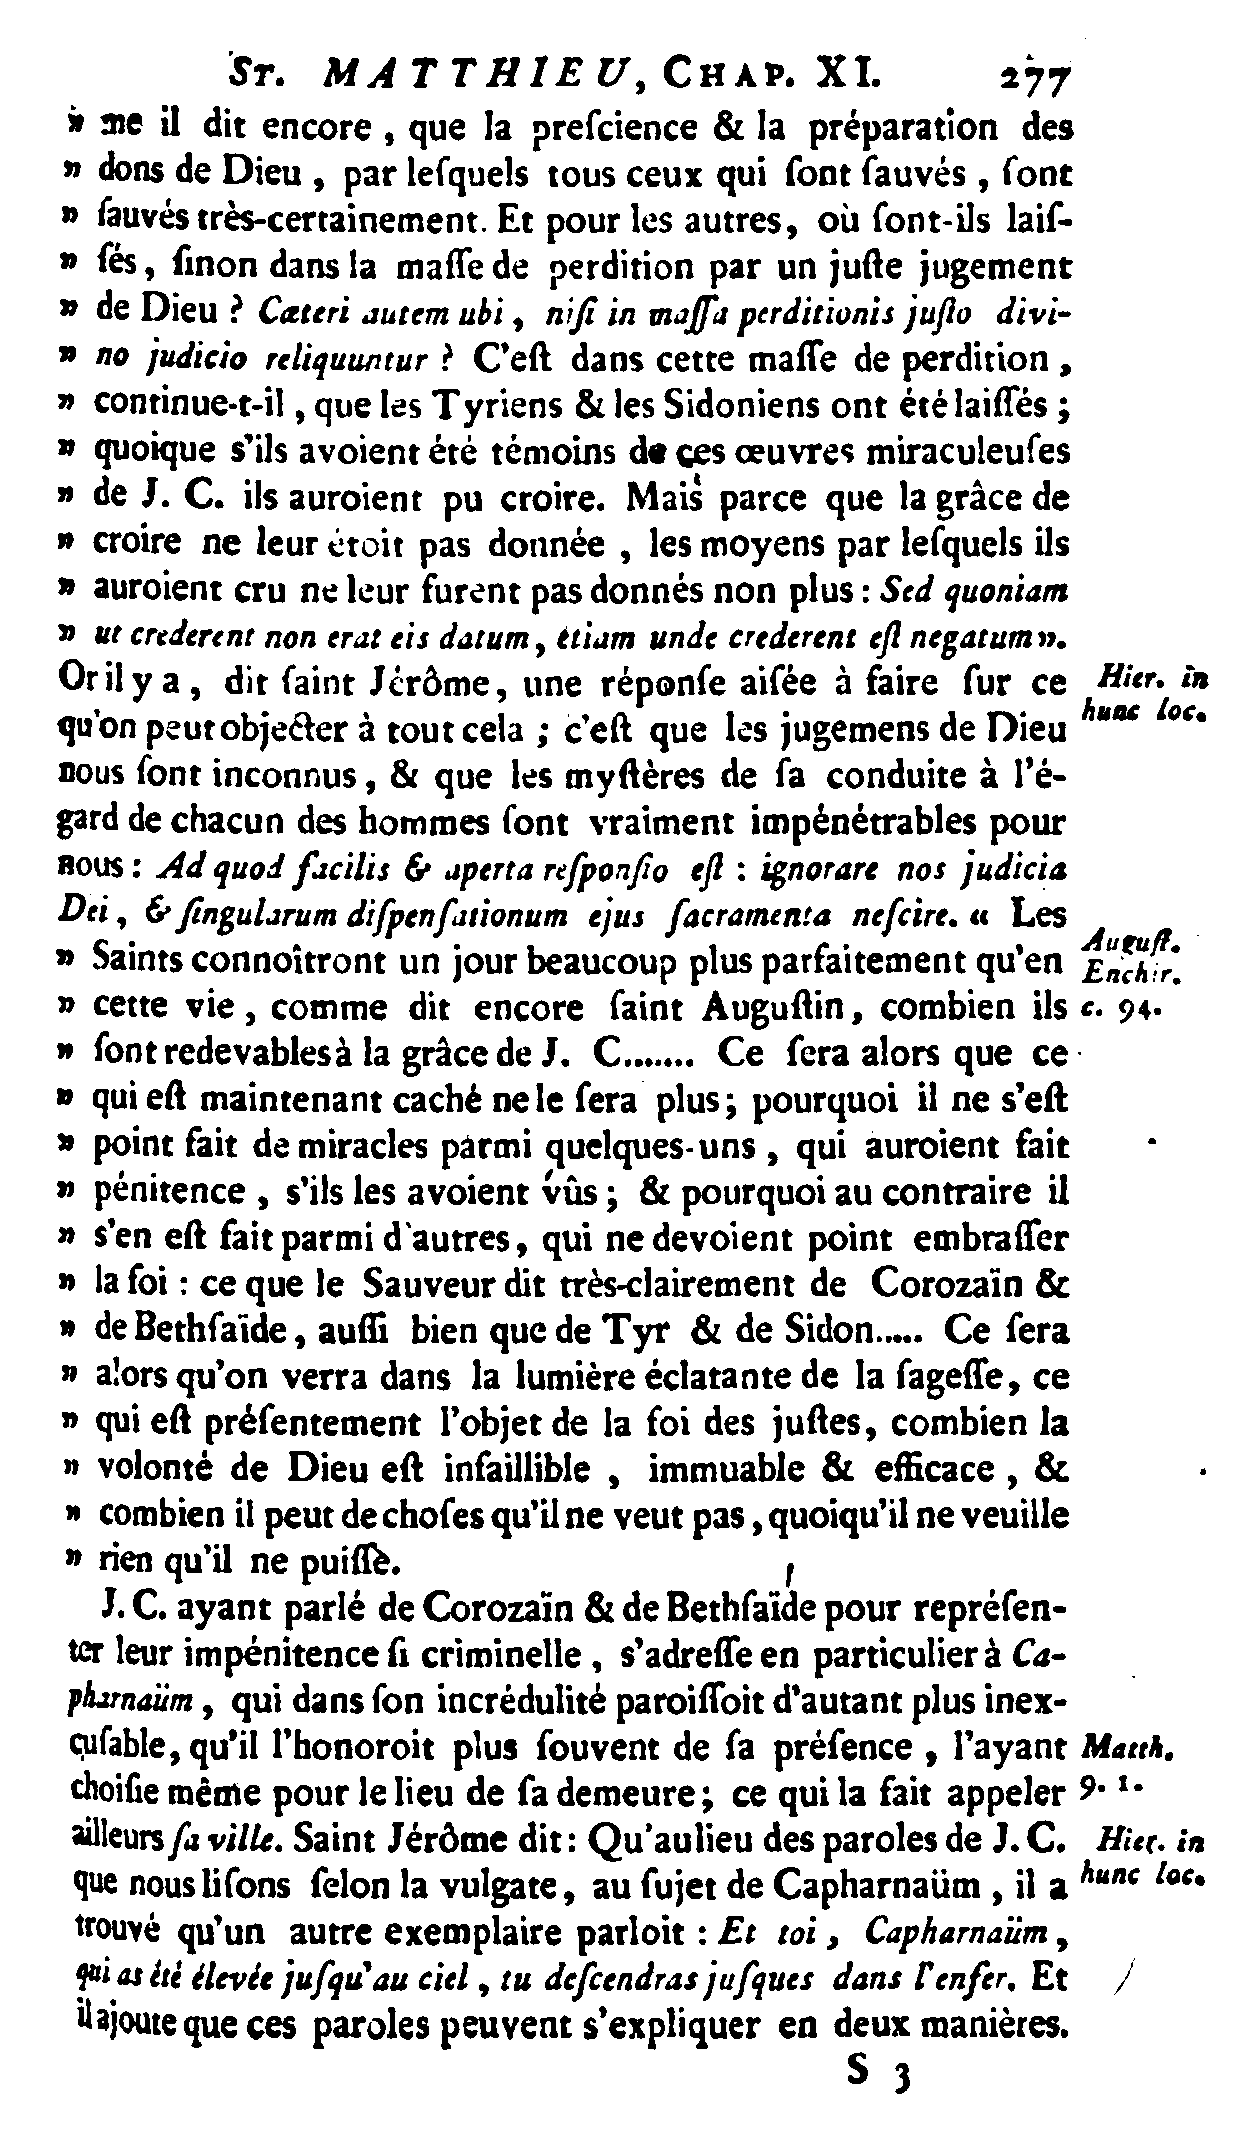 St. MATTHIEU, CHAP. XI. 277
» me il dit encore , que la preſcience & la préparation des
» dons de Dieu , par leſquels tous ceux qui ſont ſauvés , ſont
» ſauvés très-certainement. Et pour les autres, où ſont-ils laiſ-
» ſés, ſinon dans la maſſe de perdition par un juſte jugement
» de Dieu ? Cæteri autem ubi , niſi in maſſa perditionis juſto divi-
» no judicio reliquuntur ? C'eſt dans cette maſſe de perdition ,
» continue-t-il , que les Tyriens & les Sidoniens ont été laiſſés ;
» quoique s'ils avoient été témoins de ces œuvres miraculeuſes
» de J. C. ils auroient pu croire. Mais parce que la grâce de
» croire ne leur étoit pas donnée , les moyens par leſquels ils
» auroient cru ne leur furent pas donnés non plus : Sed quoniam
» ut crederent non erat eis datum, etiam unde crederent eſt negatum ».
Or il y a , dit ſaint Jérôme, une réponſe aiſée à faire ſur ce
Hier. in
qu'on peut objecter à tout cela ; c'eſt que les jugemens de Dieu
hunc loc.
nous ſont inconnus , & que les myſtères de ſa conduite à l'é-
gard de chacun des hommes ſont vraiment impénétrables pour
nous : Ad quod facilis & aperta reſponſio eſt : ignorare nos judicia
Dei , & ſingularum diſpenſationum ejus ſacramenta neſcire. « Les
» Saints connoîtront un jour beaucoup plus parfaitement qu'en
Auguſt.
Enchir.
» cette vie , comme dit encore ſaint Auguſtin, combien ils
c. 94.
» ſont redevables à la grâce de J. C....... Ce ſera alors que ce
» qui eſt maintenant caché ne le ſera plus ; pourquoi il ne s'eſt
» point fait de miracles parmi quelques-uns , qui auroient fait
» pénitence , s'ils les avoient vûs ; & pourquoi au contraire il
» s'en eſt fait parmi d'autres, qui ne devoient point embraſſer
» la foi : ce que le Sauveur dit très-clairement de Corozaïn &
» de Bethſaïde, auſſi bien que de Tyr & de Sidon..... Ce ſera
» alors qu'on verra dans la lumière éclatante de la ſageſſe, ce
» qui eſt préſentement l'objet de la foi des juſtes, combien la
» volonté de Dieu eſt infaillible , immuable & efficace , &
» combien il peut de choſes qu'il ne veut pas, quoiqu'il ne veuille
» rien qu'il ne puiſſe.
J. C. ayant parlé de Corozaïn & de Bethſaïde pour repréſen-
ter leur impénitence ſi criminelle , s'adreſſe en particulier à Ca-
pharnaüm , qui dans ſon incrédulité paroiſſoit d'autant plus inex-
cuſable, qu'il l'honoroit plus ſouvent de ſa préſence , l'ayant
Matth.
choiſie même pour le lieu de ſa demeure ; ce qui la fait appeler
9. 1.
ailleurs ſa ville. Saint Jérôme dit : Qu'aulieu des paroles de J. C.
Hier. in
que nous liſons ſelon la vulgate, au ſujet de Capharnaüm , il a
hunc loc.
trouvé qu'un autre exemplaire parloit : Et toi , Capharnaüm ,
qui as été élevée juſqu'au ciel , tu deſcendras juſques dans l'enfer. Et
il ajoute que ces paroles peuvent s'expliquer en deux manières.
S 3